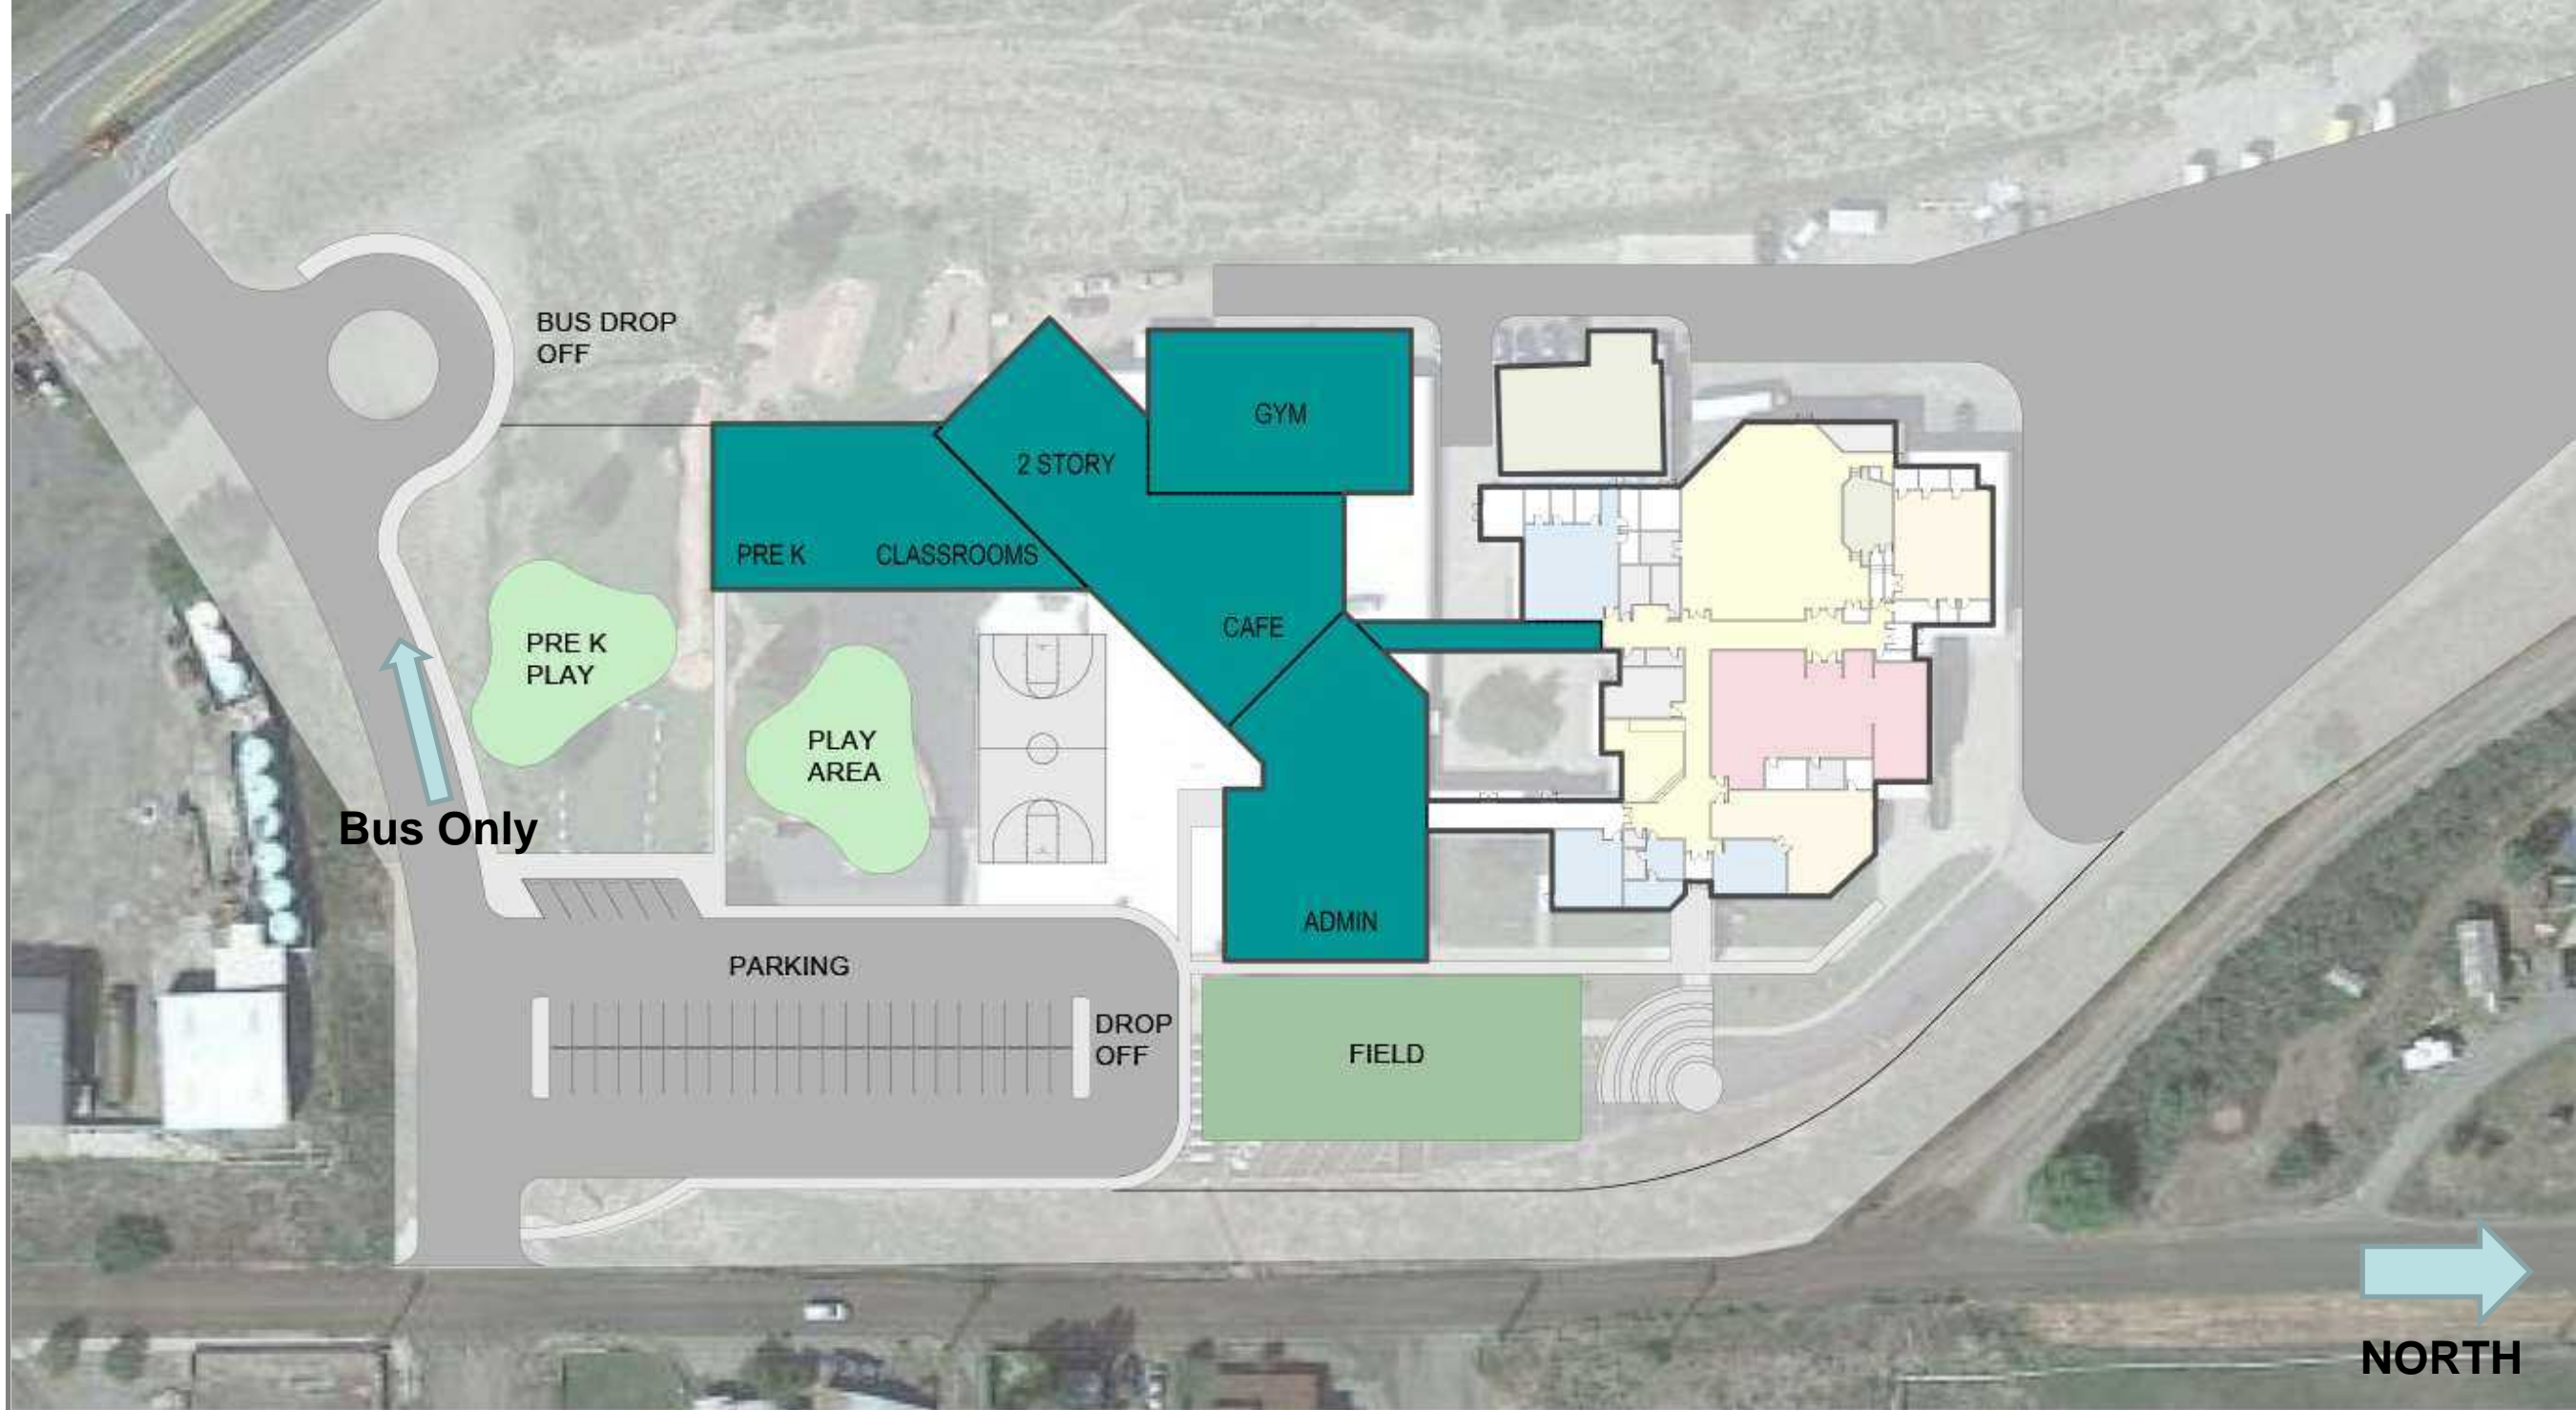 BUS DROP
OFF
GYM
2 STORY
PRE K
CLASSROOMS
CAFE
PRE K
PLAY
PLAY
AREA
Bus Only
ADMIN
PARKING
DROP
OFF
FIELD
NORTH